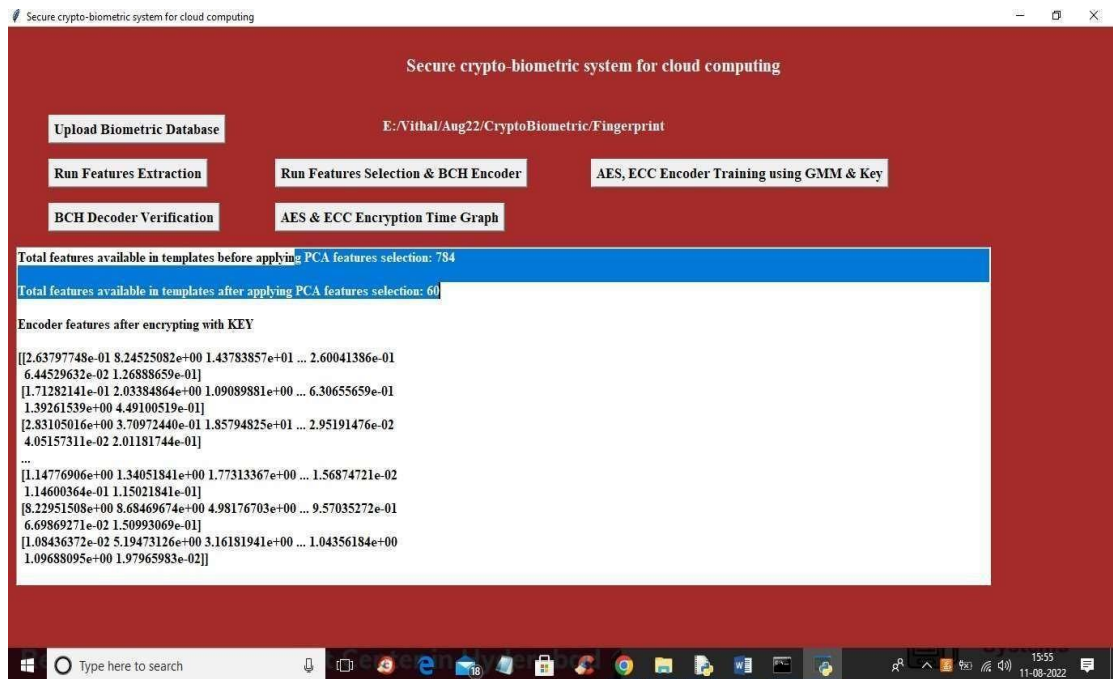 Secure crypto-biometric system for cloud computing
Secure crypto-biometric system for cloud computing
Upload Biometric Database
E:/Vithal/Aug22/CryptoBiometric/Fingerprint
Run Features Extraction
Run Features Selection & BCH Encoder
AES, ECC Encoder Training using GMM & Key
BCH Decoder Verification
AES & ECC Encryption Time Graph
Total features available in templates before applying PCA features selection: 784
Total features available in templates after applying PCA features selection: 60
Encoder features after encrypting with KEY
[[2.63797748e-01 8.24525082e+00 1.43783857e+01 ... 2.60041386e-01
6.44529632e-02 1.26888659e-01]
[1.71282141e-01 2.03384864e+00 1.09089881e+01 ... 6.30655659e-01
1.39261539e+00 4.49100519e-01]
[2.83105016e+00 3.70972440e-01 1.85794825e+01 ... 2.95191476e-02
4.05157311e-02 2.01181744e-01]
...
[1.14776906e+00 1.34051841e+00 1.77313367e+00 ... 1.56874721e-02
1.14600364e-01 1.15021841e-01]
[8.22951508e+00 8.68469674e+00 4.98176703e+00 ... 9.57035272e-01
6.69869271e-02 1.50993069e-01]
[1.08436372e-02 5.19473126e+00 3.16181941e+00 ... 1.04356184e+00
1.09688095e+00 1.97965983e-02]]
Type here to search
18
15:55
11-08-2022